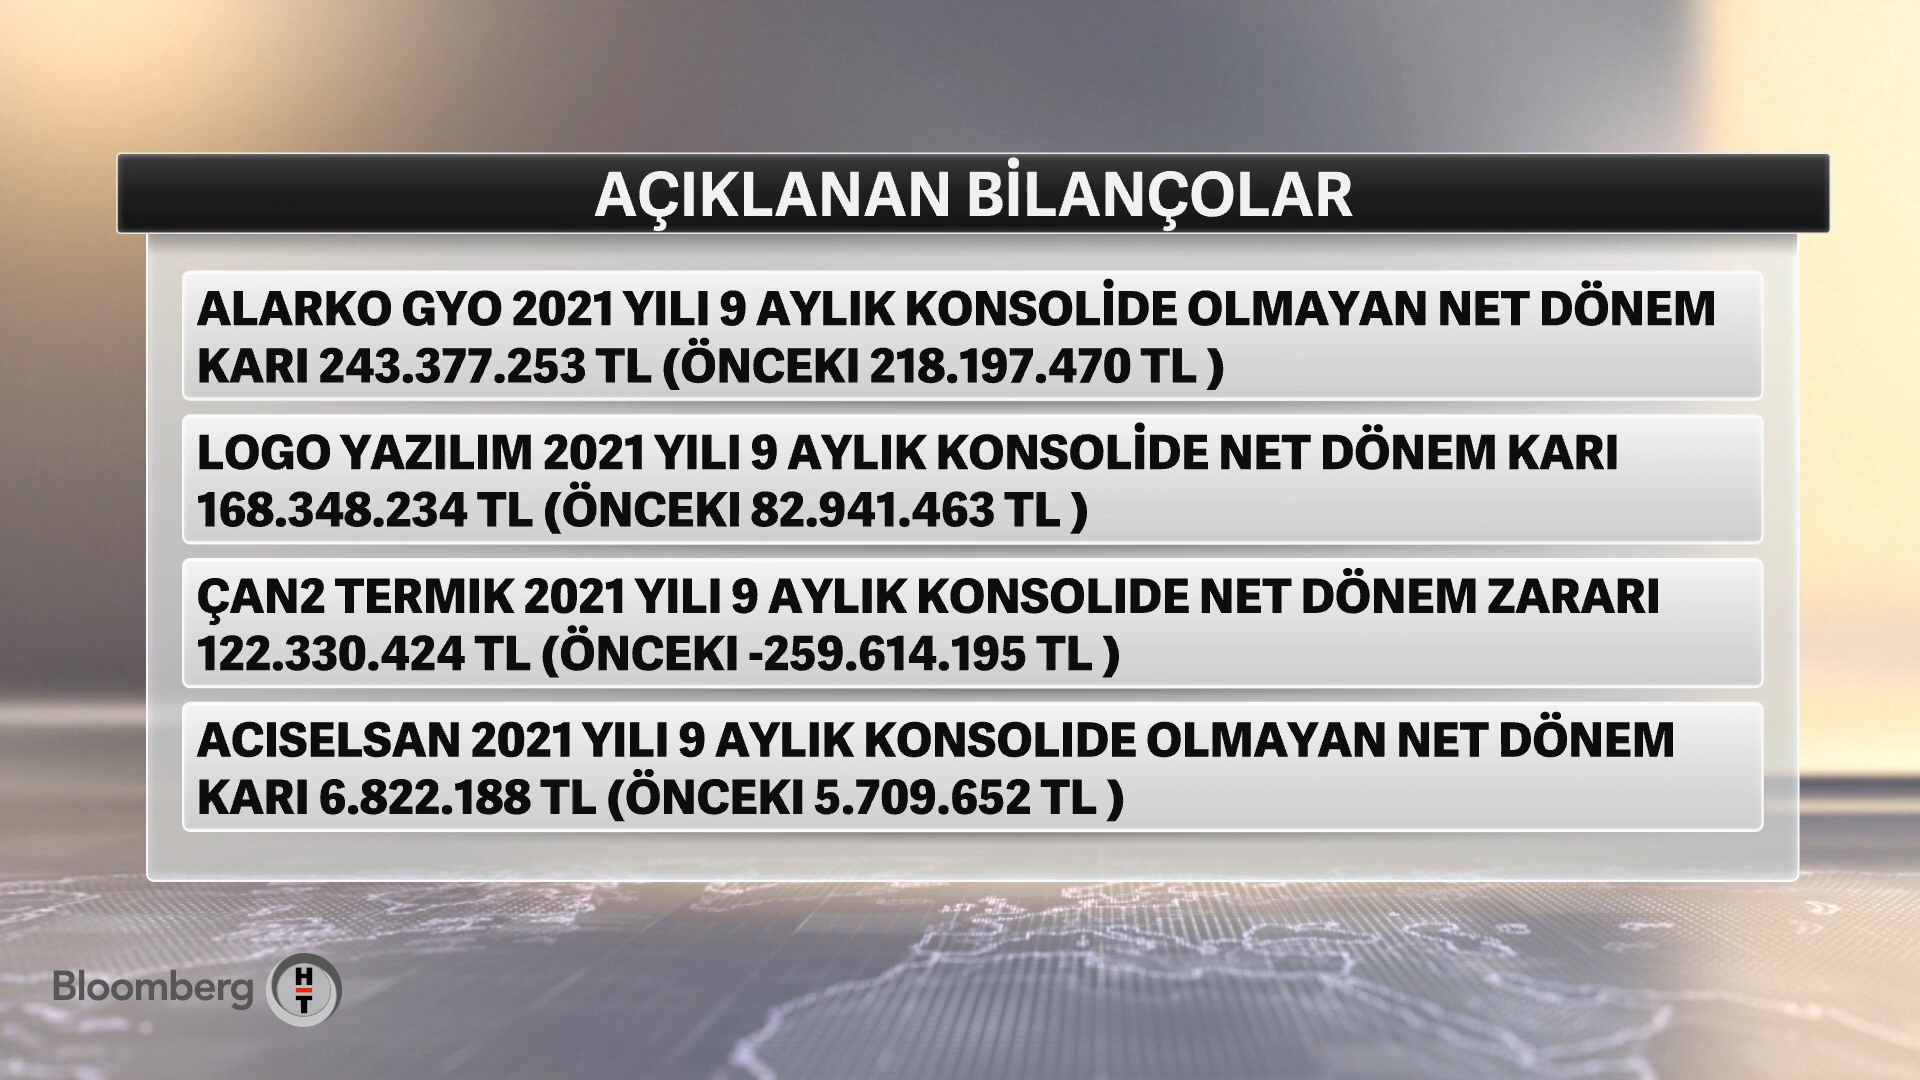 AÇIKLANAN BİLANÇOLAR
ALARKO GYO 2021 YILI 9 AYLIK KONSOLİDE OLMAYAN NET DÖNEM
KARI 243.377.253 TL (ÖNCEKI 218.197.470 TL )
LOGO YAZILIM 2021 YILI 9 AYLIK KONSOLİDE NET DÖNEM KARI
168.348.234 TL (ÖNCEKI 82.941.463 TL )
ÇAN2 TERMIK 2021 YILI 9 AYLIK KONSOLIDE NET DÖNEM ZARARI
122.330.424 TL (ÖNCEKI -259.614.195 TL )
ACISELSAN 2021 YILI 9 AYLIK KONSOLIDE OLMAYAN NET DÖNEM
KARI 6.822.188 TL (ÖNCEKI 5.709.652 TL )
Bloomberg HT